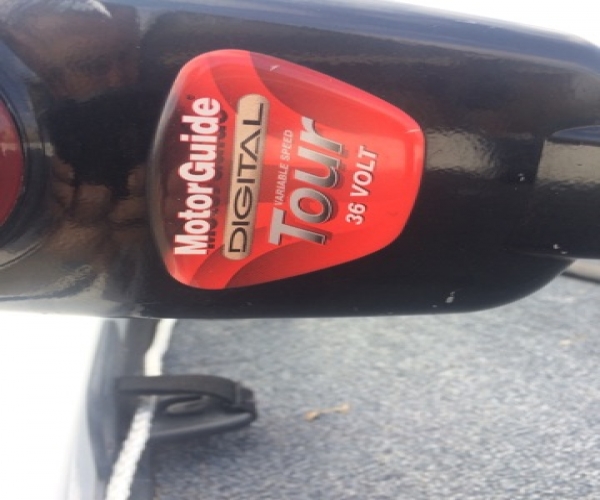 MotorGuide
DIGITAL
VARIABLE SPEED
Tour
36 VOLT